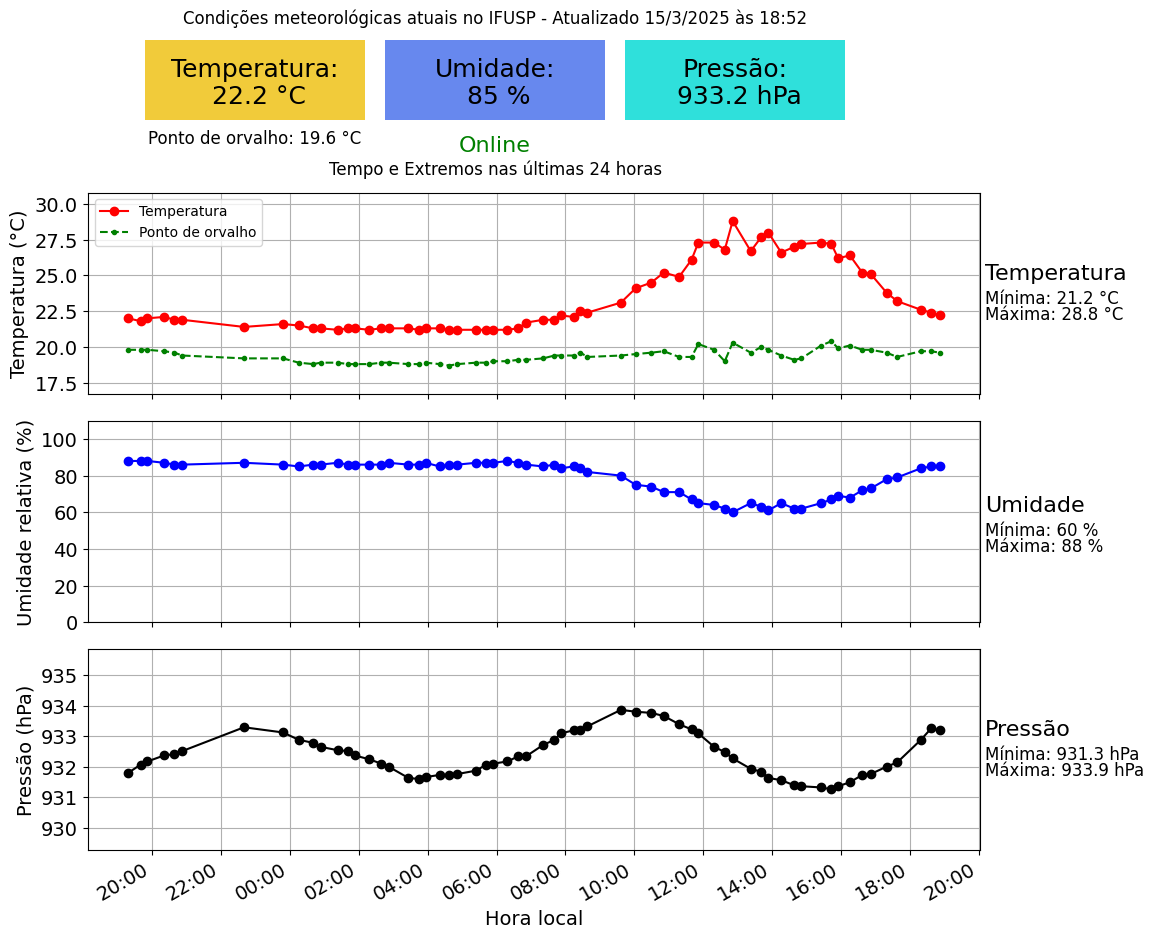 Condições meteorológicas atuais no IFUSP - Atualizado 15/3/2025 às 18:52
Temperatura:
22.2 °C
Umidade:
85 %
Pressão:
933.2 hPa
Ponto de orvalho: 19.6 °C
Online
Tempo e Extremos nas últimas 24 horas
Temperatura (°C)
30.0
27.5
25.0
22.5
20.0
17.5
Temperatura
Ponto de orvalho
Temperatura
Mínima: 21.2 °C
Máxima: 28.8 °C
Umidade relativa (%)
100
80
60
40
20
0
Umidade
Mínima: 60 %
Máxima: 88 %
Pressão (hPa)
935
934
933
932
931
930
Pressão
Mínima: 931.3 hPa
Máxima: 933.9 hPa
20:00 22:00 00:00 02:00 04:00 06:00 08:00 10:00 12:00 14:00 16:00 18:00 20:00
Hora local